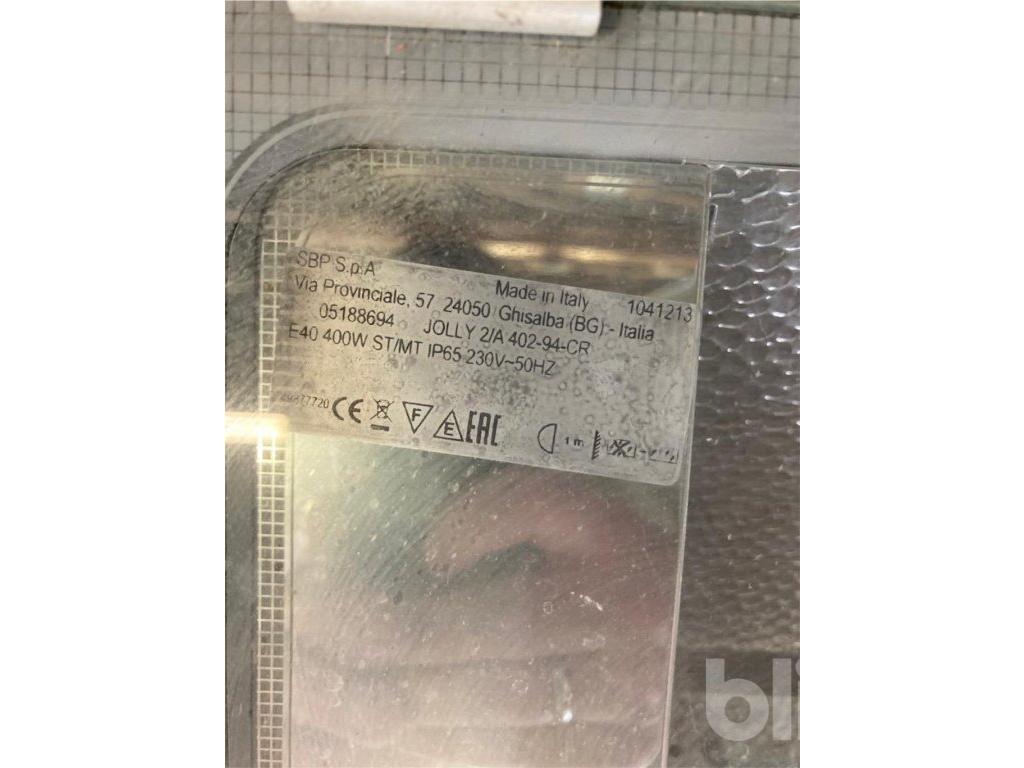 SBP S.p.A Made in Italy 1041213
Via Provinciale, 57 24050 Ghisalba (BG) - Italia
05188694 JOLLY 2/A 402-94-CR
E40 400W ST/MT IP65 230V~50HZ
CE F E EAC 1 m
bl